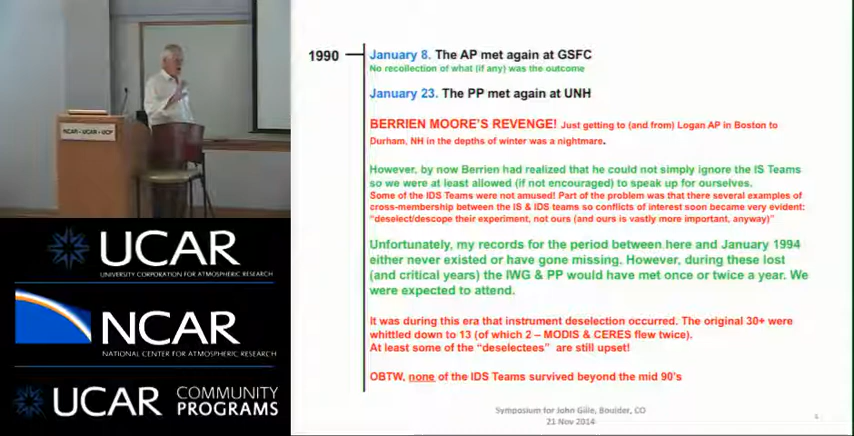 NCAR • UCAR • UCP
UCAR
UNIVERSITY CORPORATION FOR ATMOSPHERIC RESEARCH
NCAR
NATIONAL CENTER FOR ATMOSPHERIC RESEARCH
UCAR COMMUNITY PROGRAMS
1990
January 8. The AP met again at GSFC
No recollection of what (if any) was the outcome
January 23. The PP met again at UNH
BERRIEN MOORE'S REVENGE! Just getting to (and from) Logan AP in Boston to
Durham, NH in the depths of winter was a nightmare.
However, by now Berrien had realized that he could not simply ignore the IS Teams
so we were at least allowed (if not encouraged) to speak up for ourselves.
Some of the IDS Teams were not amused! Part of the problem was that there were several examples of
cross-membership between the IS & IDS teams so conflicts of interest soon became very evident:
"deselect/descope their experiment, not ours (and ours is vastly more important, anyway)"
Unfortunately, my records for the period between here and January 1994
either never existed or have gone missing. However, during these lost
(and critical years) the IWG & PP would have met once or twice a year. We
were expected to attend.
It was during this era that instrument deselection occurred. The original 30+ were
whittled down to 13 (of which 2 – MODIS & CERES flew twice).
At least some of the "deselectees" are still upset!
OBTW, none of the IDS Teams survived beyond the mid 90's
Symposium for John Gille, Boulder, CO
21 Nov 2014